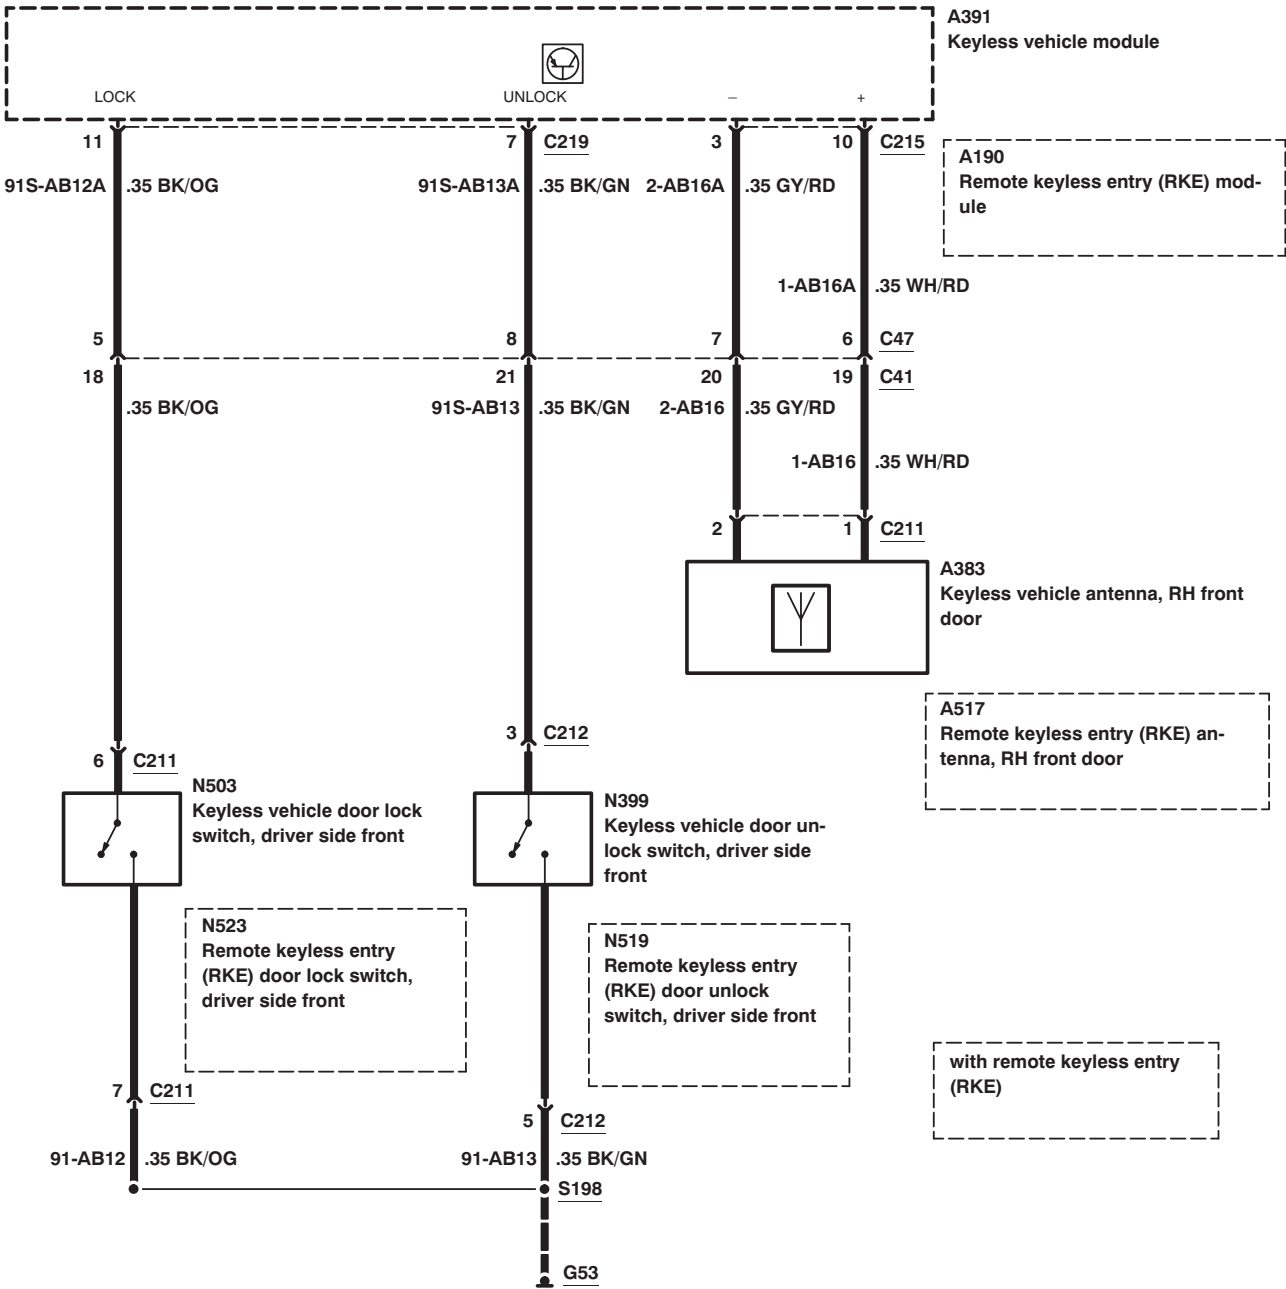 A391
Keyless vehicle module
LOCK
UNLOCK
–
+
11
7
C219
3
10
C215
A190
Remote keyless entry (RKE) mod-
ule
91S-AB12A
.35 BK/OG
91S-AB13A
.35 BK/GN
2-AB16A
.35 GY/RD
1-AB16A
.35 WH/RD
5
8
7
6
C47
18
21
20
19
C41
.35 BK/OG
91S-AB13
.35 BK/GN
2-AB16
.35 GY/RD
1-AB16
.35 WH/RD
2
1
C211
A383
Keyless vehicle antenna, RH front
door
A517
Remote keyless entry (RKE) an-
tenna, RH front door
3
C212
6
C211
N503
Keyless vehicle door lock
switch, driver side front
N399
Keyless vehicle door un-
lock switch, driver side
front
N523
Remote keyless entry
(RKE) door lock switch,
driver side front
N519
Remote keyless entry
(RKE) door unlock
switch, driver side front
with remote keyless entry
(RKE)
7
C211
5
C212
91-AB12
.35 BK/OG
91-AB13
.35 BK/GN
S198
G53